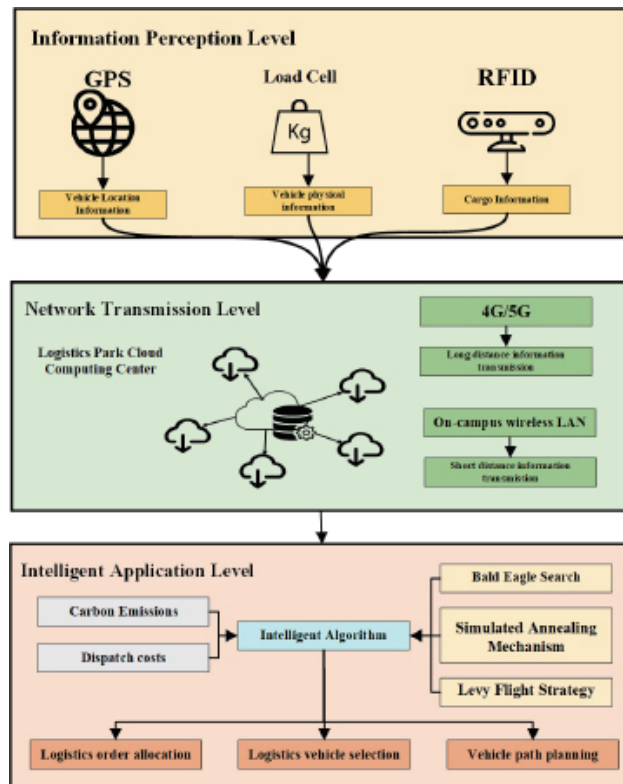 Information Perception Level
GPS
Load Cell
RFID
Kg
Vehicle Location
Information
Vehicle physical
information
Cargo Information
Network Transmission Level
Logistics Park Cloud
Computing Center
4G/5G
Long distance information
transmission
On-campus wireless LAN
Short distance information
transmission
Intelligent Application Level
Carbon Emissions
Dispatch costs
Intelligent Algorithm
Bald Eagle Search
Simulated Annealing
Mechanism
Levy Flight Strategy
Logistics order allocation
Logistics vehicle selection
Vehicle path planning